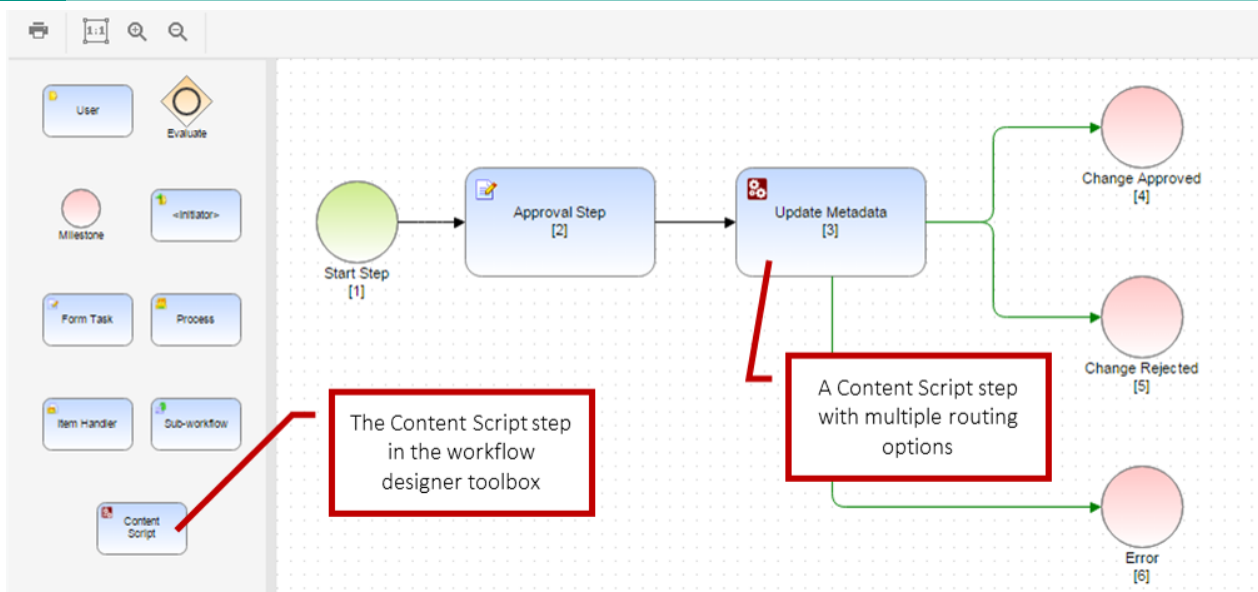 1:1
User
Evaluate
Milestone
<Initiator>
Form Task
Process
Item Handler
Sub-workflow
Content
Script
Start Step
[1]
Approval Step
[2]
Update Metadata
[3]
Change Approved
[4]
Change Rejected
[5]
Error
[6]
The Content Script step
in the workflow
designer toolbox
A Content Script step
with multiple routing
options